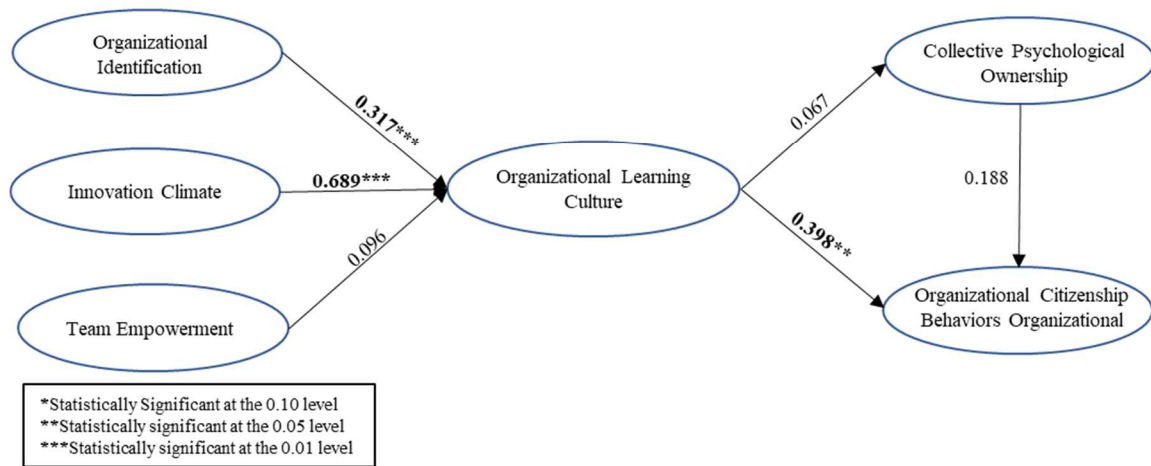 Organizational
Identification
Innovation Climate
Team Empowerment
0.317***
0.689***
0.096
Organizational Learning
Culture
0.067
0.398**
Collective Psychological
Ownership
0.188
Organizational Citizenship
Behaviors Organizational
*Statistically Significant at the 0.10 level
**Statistically significant at the 0.05 level
***Statistically significant at the 0.01 level